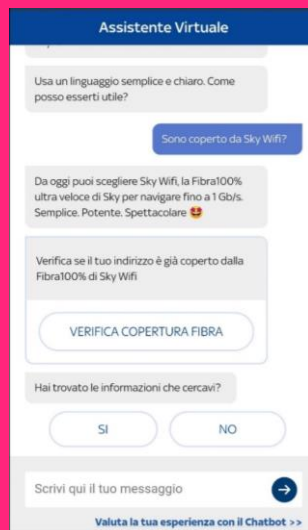 Assistente Virtuale
Usa un linguaggio semplice e chiaro. Come
posso esserti utile?
Sono coperto da Sky Wifi?
Da oggi puoi scegliere Sky Wifi, la Fibra100%
ultra veloce di Sky per navigare fino a 1 Gb/s.
Semplice. Potente. Spettacolare 🤩
Verifica se il tuo indirizzo è già coperto dalla
Fibra100% di Sky Wifi
VERIFICA COPERTURA FIBRA
Hai trovato le informazioni che cercavi?
SI
NO
Scrivi qui il tuo messaggio
Valuta la tua esperienza con il Chatbot >>